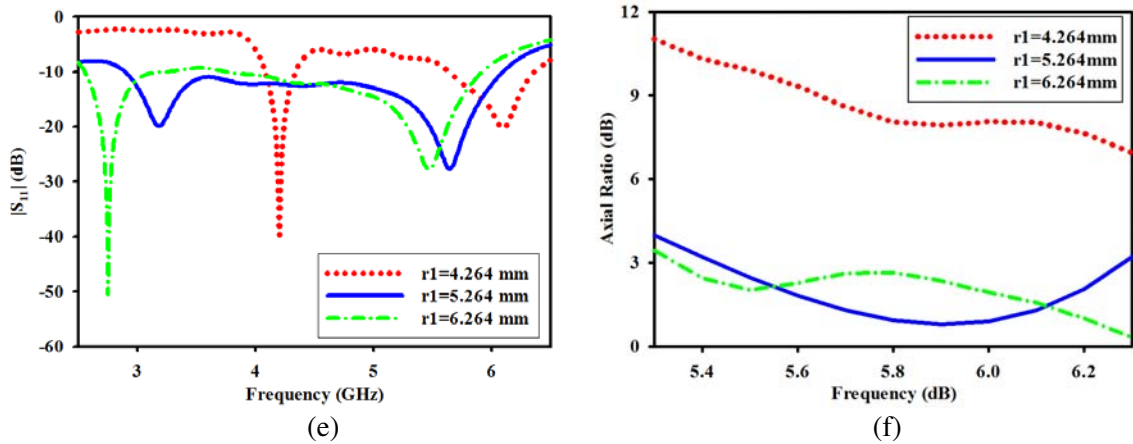 0
-10
-20
-30
-40
-50
-60
|S11| (dB)
3 4 5 6
Frequency (GHz)
r1=4.264 mm
r1=5.264 mm
r1=6.264 mm
(e)
12
9
6
3
0
Axial Ratio (dB)
5.4 5.6 5.8 6.0 6.2
Frequency (dB)
r1=4.264mm
r1=5.264mm
r1=6.264mm
(f)